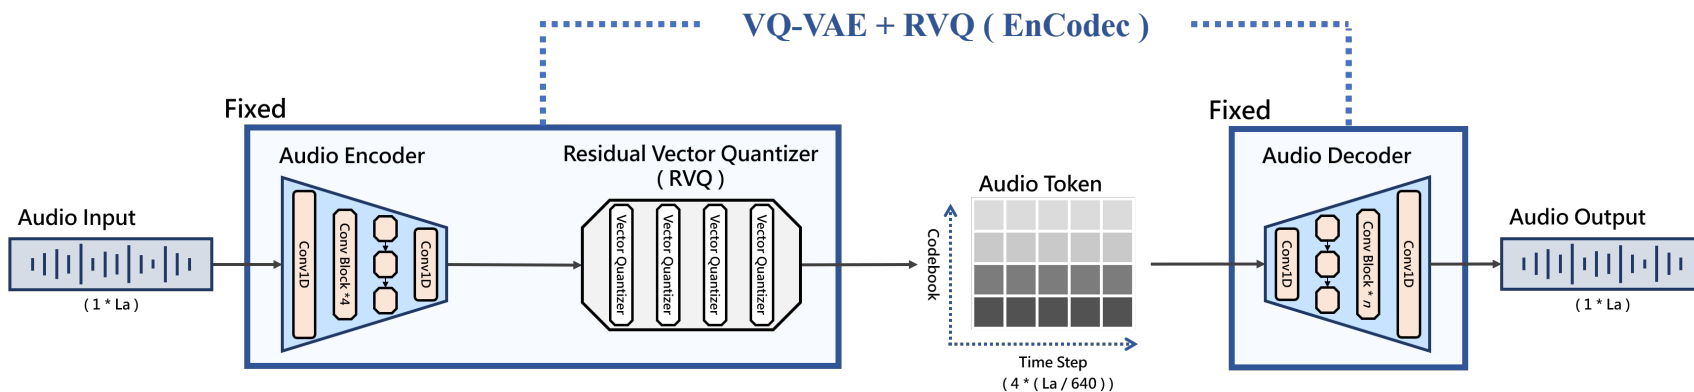 VQ-VAE + RVQ ( EnCodec )
Fixed
Audio Encoder
Residual Vector Quantizer
( RVQ )
Audio Input
( 1 * La )
Conv1D
Conv Block *4
Conv1D
Vector Quantizer
Vector Quantizer
Vector Quantizer
Vector Quantizer
Audio Token
Codebook
Time Step
( 4 * ( La / 640 ) )
Fixed
Audio Decoder
Conv1D
Conv Block * n
Conv1D
Audio Output
( 1 * La )